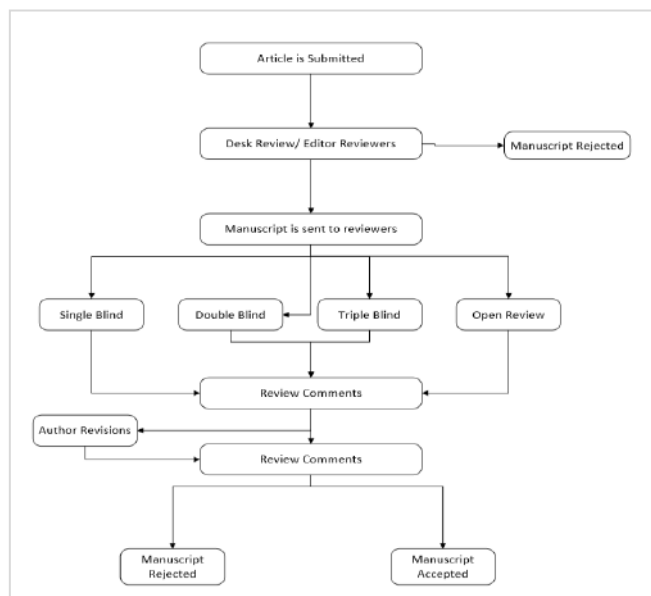 Article is Submitted
Desk Review/ Editor Reviewers
Manuscript Rejected
Manuscript is sent to reviewers
Single Blind
Double Blind
Triple Blind
Open Review
Review Comments
Author Revisions
Review Comments
Manuscript
Rejected
Manuscript
Accepted